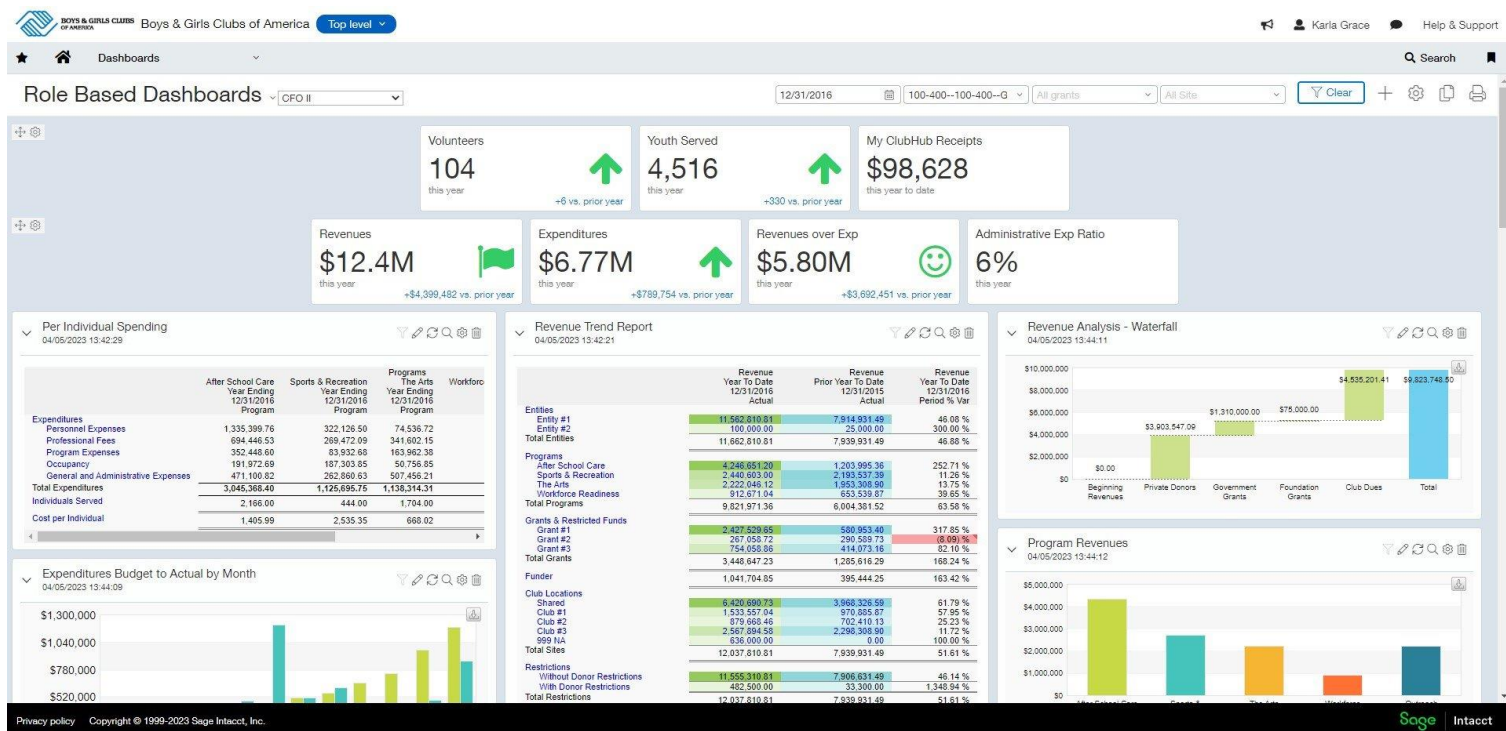 BOYS & GIRLS CLUBS
OF AMERICA
Boys & Girls Clubs of America Top level
Karla Grace Help & Support
Dashboards Search
Role Based Dashboards CFO II 12/31/2016 100-400--100-400--G All grants All Site Clear
Volunteers
104
this year
+6 vs. prior year
Youth Served
4,516
this year
+330 vs. prior year
My ClubHub Receipts
$98,628
this year to date
Revenues
$12.4M
this year
+$4,399,482 vs. prior year
Expenditures
$6.77M
this year
+$789,754 vs. prior year
Revenues over Exp
$5.80M
this year
+$3,692,451 vs. prior year
Administrative Exp Ratio
6%
this year
Per Individual Spending
04/05/2023 13:42:29
Programs
After School Care Sports & Recreation The Arts Workforc
Year Ending Year Ending Year Ending
12/31/2016 12/31/2016 12/31/2016
Program Program Program
Expenditures
Personnel Expenses 1,335,399.76 322,126.50 74,536.72
Professional Fees 694,446.53 269,472.09 341,602.15
Program Expenses 352,448.60 83,932.68 163,962.38
Occupancy 191,972.69 187,303.85 50,756.85
General and Administrative Expenses 471,100.82 262,860.63 507,456.21
Total Expenditures 3,045,368.40 1,125,695.75 1,138,314.31
Individuals Served 2,166.00 444.00 1,704.00
Cost per Individual 1,405.99 2,535.35 668.02
Expenditures Budget to Actual by Month
04/05/2023 13:44:09
$1,300,000
$1,040,000
$780,000
$520,000
Revenue Trend Report
04/05/2023 13:42:21
Revenue Revenue Revenue
Year To Date Prior Year To Date Year To Date
12/31/2016 12/31/2015 12/31/2016
Actual Actual Period % Var
Entities
Entity #1 11,562,810.81 7,914,931.49 46.08 %
Entity #2 100,000.00 25,000.00 300.00 %
Total Entities 11,662,810.81 7,939,931.49 46.88 %
Programs
After School Care 4,246,651.20 1,203,995.36 252.71 %
Sports & Recreation 2,440,603.00 2,193,537.39 11.26 %
The Arts 2,222,046.12 1,953,308.90 13.75 %
Workforce Readiness 912,671.04 653,539.87 39.65 %
Total Programs 9,821,971.36 6,004,381.52 63.58 %
Grants & Restricted Funds
Grant #1 2,427,529.65 580,953.40 317.85 %
Grant #2 267,058.72 290,589.73 (8.09) %
Grant #3 754,058.86 414,073.16 82.10 %
Total Grants 3,448,647.23 1,285,616.29 168.24 %
Funder 1,041,704.85 395,444.25 163.42 %
Club Locations
Shared 6,420,690.73 3,968,326.59 61.79 %
Club #1 1,533,557.04 970,885.87 57.95 %
Club #2 879,668.46 702,410.13 25.23 %
Club #3 2,567,894.58 2,298,308.90 11.72 %
999 NA 636,000.00 0.00 100.00 %
Total Sites 12,037,810.81 7,939,931.49 51.61 %
Restrictions
Without Donor Restrictions 11,555,310.81 7,906,631.49 46.14 %
With Donor Restrictions 482,500.00 33,300.00 1,348.94 %
Total Restrictions 12,037,810.81 7,939,931.49 51.61 %
Revenue Analysis - Waterfall
04/05/2023 13:44:11
$10,000,000
$8,000,000
$6,000,000
$4,000,000
$2,000,000
$0
$0.00 $3,903,547.09 $1,310,000.00 $75,000.00 $4,535,201.41 $9,823,748.50
Beginning Revenues Private Donors Government Grants Foundation Grants Club Dues Total
Program Revenues
04/05/2023 13:44:12
$5,000,000
$4,000,000
$3,000,000
$2,000,000
$1,000,000
$0
Privacy policy Copyright © 1999-2023 Sage Intacct, Inc. Sage Intacct